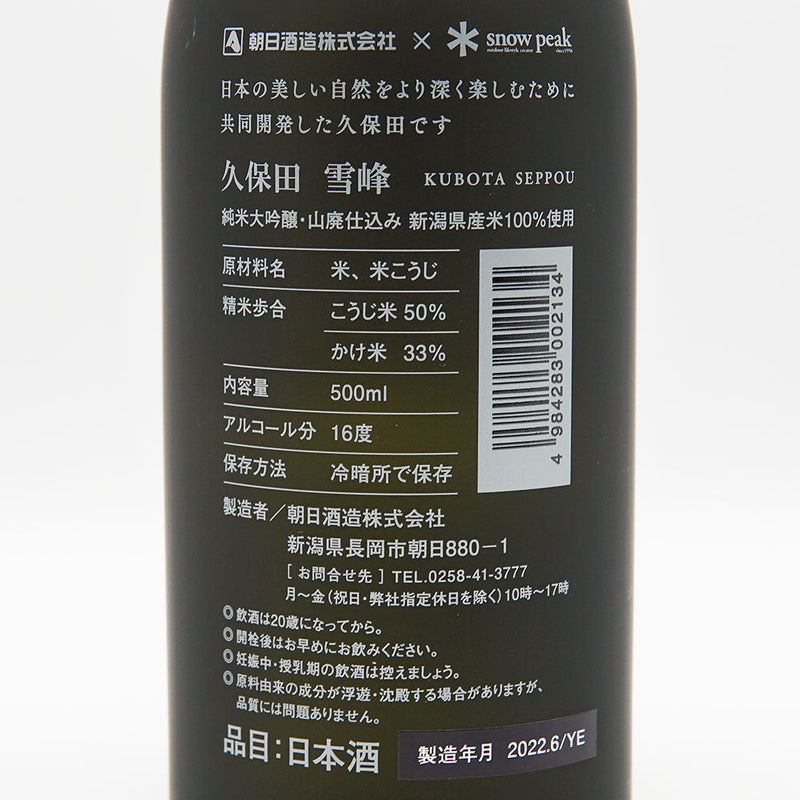 朝日酒造株式会社 × snow peak
outdoor lifestyle creator since1958
日本の美しい自然をより深く楽しむために
共同開発した久保田です
久保田 雪峰 KUBOTA SEPPOU
純米大吟醸・山廃仕込み 新潟県産米100%使用
原材料名 米、米こうじ
精米歩合 こうじ米 50%
かけ米 33%
内容量 500ml
アルコール分 16度
保存方法 冷暗所で保存
4 984283 002134
製造者／朝日酒造株式会社
新潟県長岡市朝日880－1
［お問合せ先］TEL.0258-41-3777
月～金（祝日・弊社指定休日を除く）10時～17時
◎飲酒は20歳になってから。
◎開栓後はお早めにお飲みください。
◎妊娠中・授乳期の飲酒は控えましょう。
◎原料由来の成分が浮遊・沈殿する場合がありますが、
品質には問題ありません。
品目：日本酒
製造年月 2022.6/YE